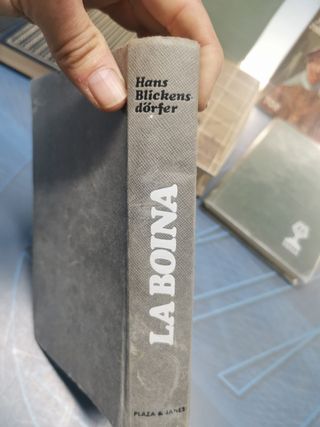 Hans
Blickens-
dörfer
LA BOINA
PLAZA & JANES